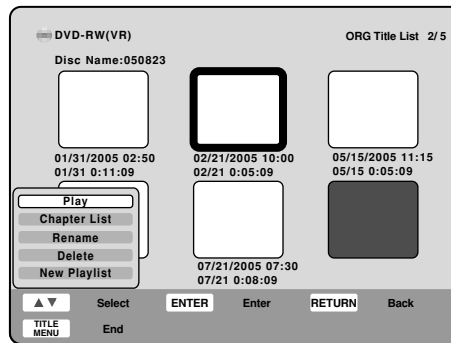 DVD-RW(VR) ORG Title List 2/ 5
Disc Name:050823
01/31/2005 02:50 02/21/2005 10:00 05/15/2005 11:15
01/31 0:11:09 02/21 0:05:09 05/15 0:05:09
Play
Chapter List
Rename
Delete
New Playlist
07/21/2005 07:30
07/21 0:08:09
▲ ▼ Select ENTER Enter RETURN Back
TITLE MENU End